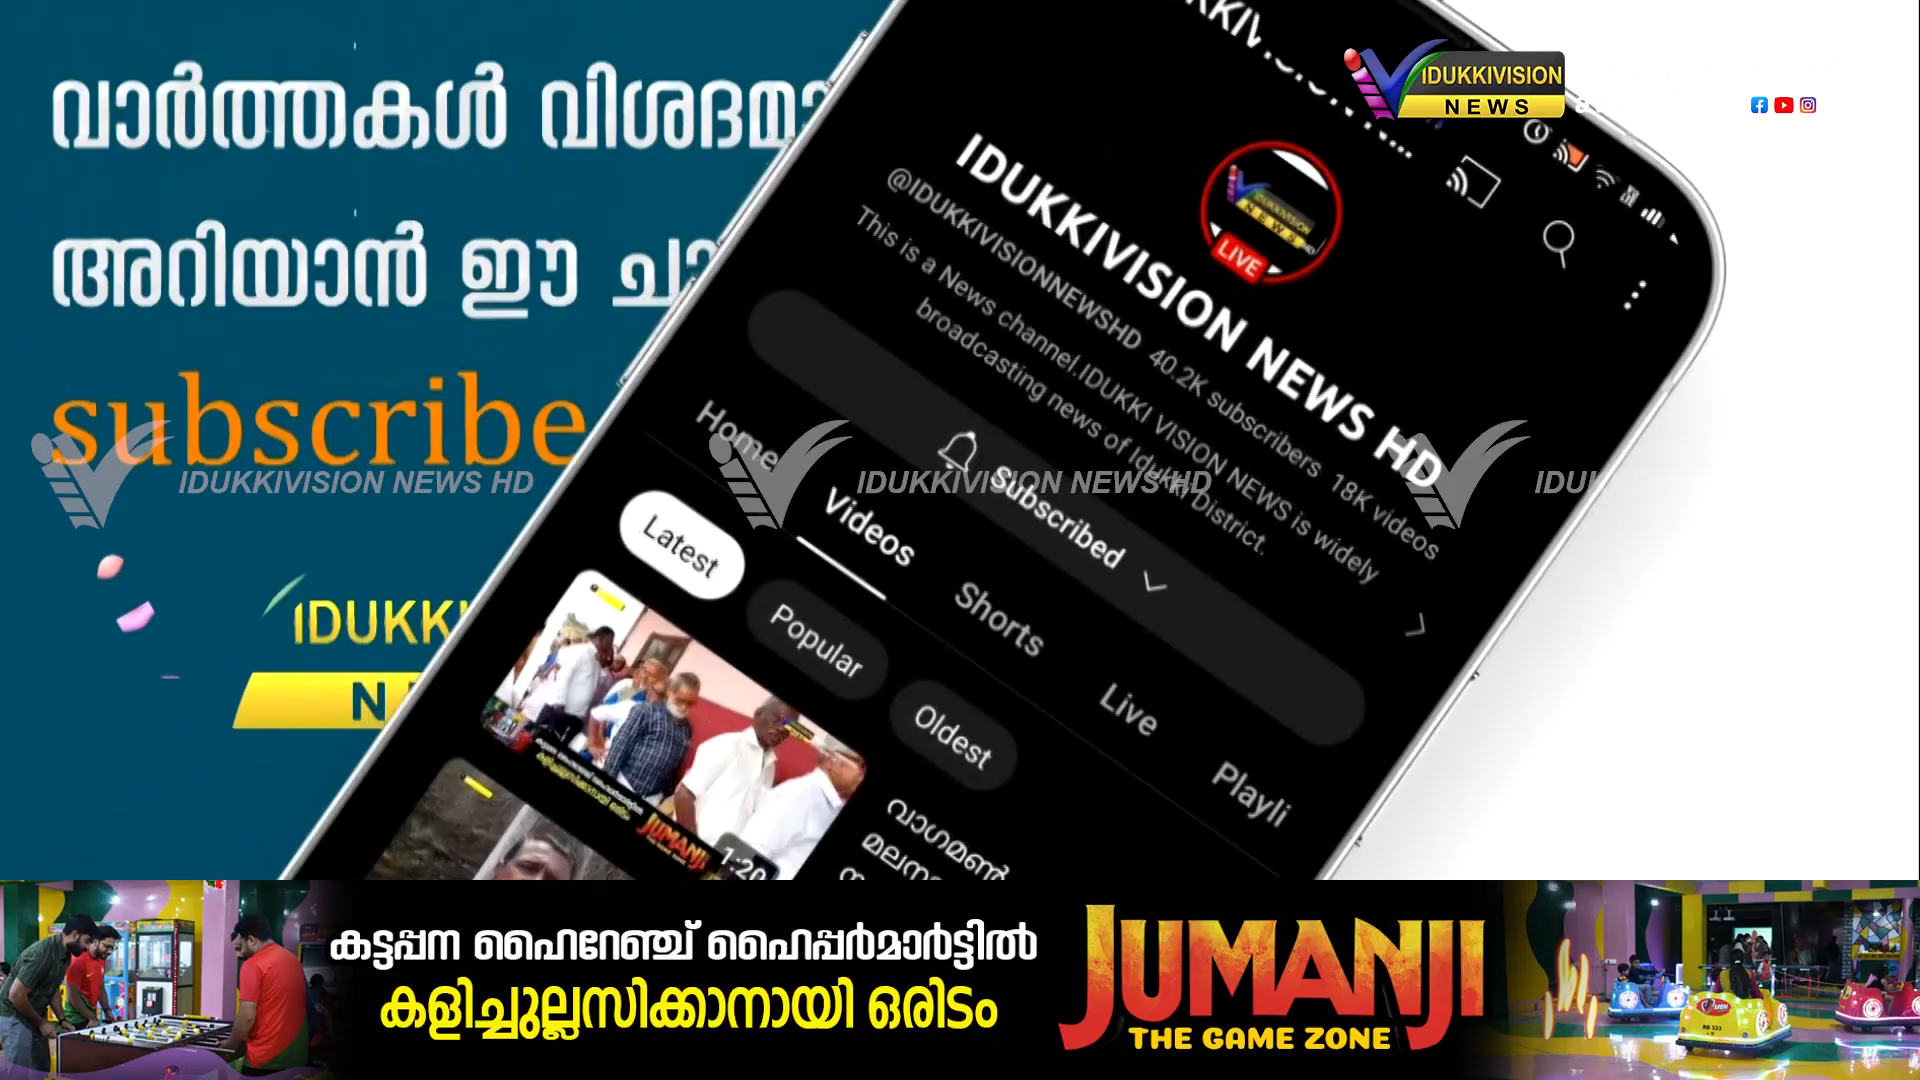 വാർത്തകൾ
അറിയാൻ ഈ
subscribe
IDUKKIVISION
NEWS
IDUKKIVISION NEWS HD
@IDUKKIVISIONNEWSHD 40.2K subscribers 18K videos
This is a News channel.IDUKKI VISION NEWS is widely
broadcasting news of Idukki District.
LIVE
Subscribed
Home
Videos
Shorts
Live
Playli
Latest
Popular
Oldest
JUMANJI
1:20
വാഗമൺ
IDUKKIVISION NEWS HD
IDUKKIVISION NEWS HD
കട്ടപ്പന ഹൈറേഞ്ച് ഹൈപ്പർമാർട്ടിൽ
കളിച്ചുല്ലസിക്കാനായി ഒരിടം
JUMANJI
THE GAME ZONE